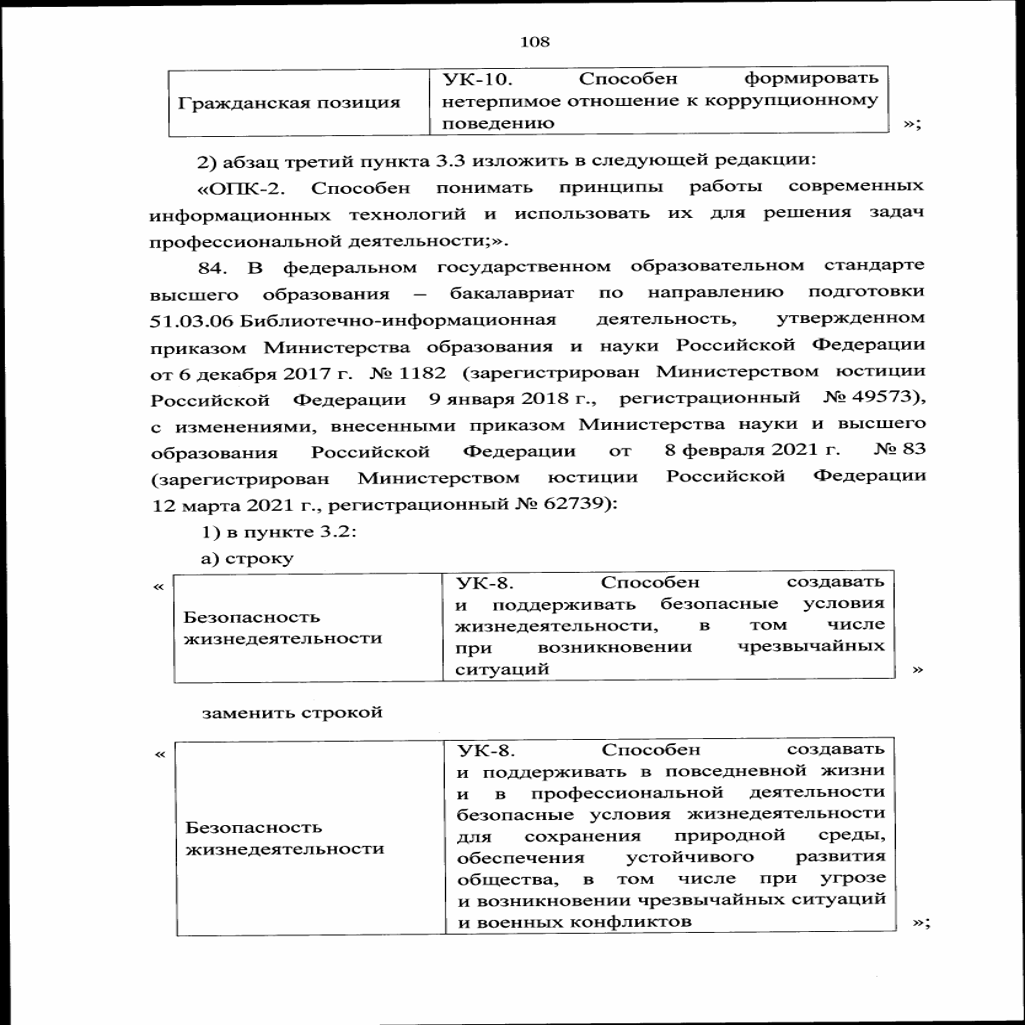 108
Гражданская позиция
УК-10. Способен формировать
нетерпимое отношение к коррупционному
поведению
»;
2) абзац третий пункта 3.3 изложить в следующей редакции:
«ОПК-2. Способен понимать принципы работы современных
информационных технологий и использовать их для решения задач
профессиональной деятельности;».
84. В федеральном государственном образовательном стандарте
высшего образования – бакалавриат по направлению подготовки
51.03.06 Библиотечно-информационная деятельность, утвержденном
приказом Министерства образования и науки Российской Федерации
от 6 декабря 2017 г. № 1182 (зарегистрирован Министерством юстиции
Российской Федерации 9 января 2018 г., регистрационный № 49573),
с изменениями, внесенными приказом Министерства науки и высшего
образования Российской Федерации от 8 февраля 2021 г. № 83
(зарегистрирован Министерством юстиции Российской Федерации
12 марта 2021 г., регистрационный № 62739):
1) в пункте 3.2:
а) строку
«
Безопасность
жизнедеятельности
УК-8. Способен создавать
и поддерживать безопасные условия
жизнедеятельности, в том числе
при возникновении чрезвычайных
ситуаций
»
заменить строкой
«
Безопасность
жизнедеятельности
УК-8. Способен создавать
и поддерживать в повседневной жизни
и в профессиональной деятельности
безопасные условия жизнедеятельности
для сохранения природной среды,
обеспечения устойчивого развития
общества, в том числе при угрозе
и возникновении чрезвычайных ситуаций
и военных конфликтов
»;